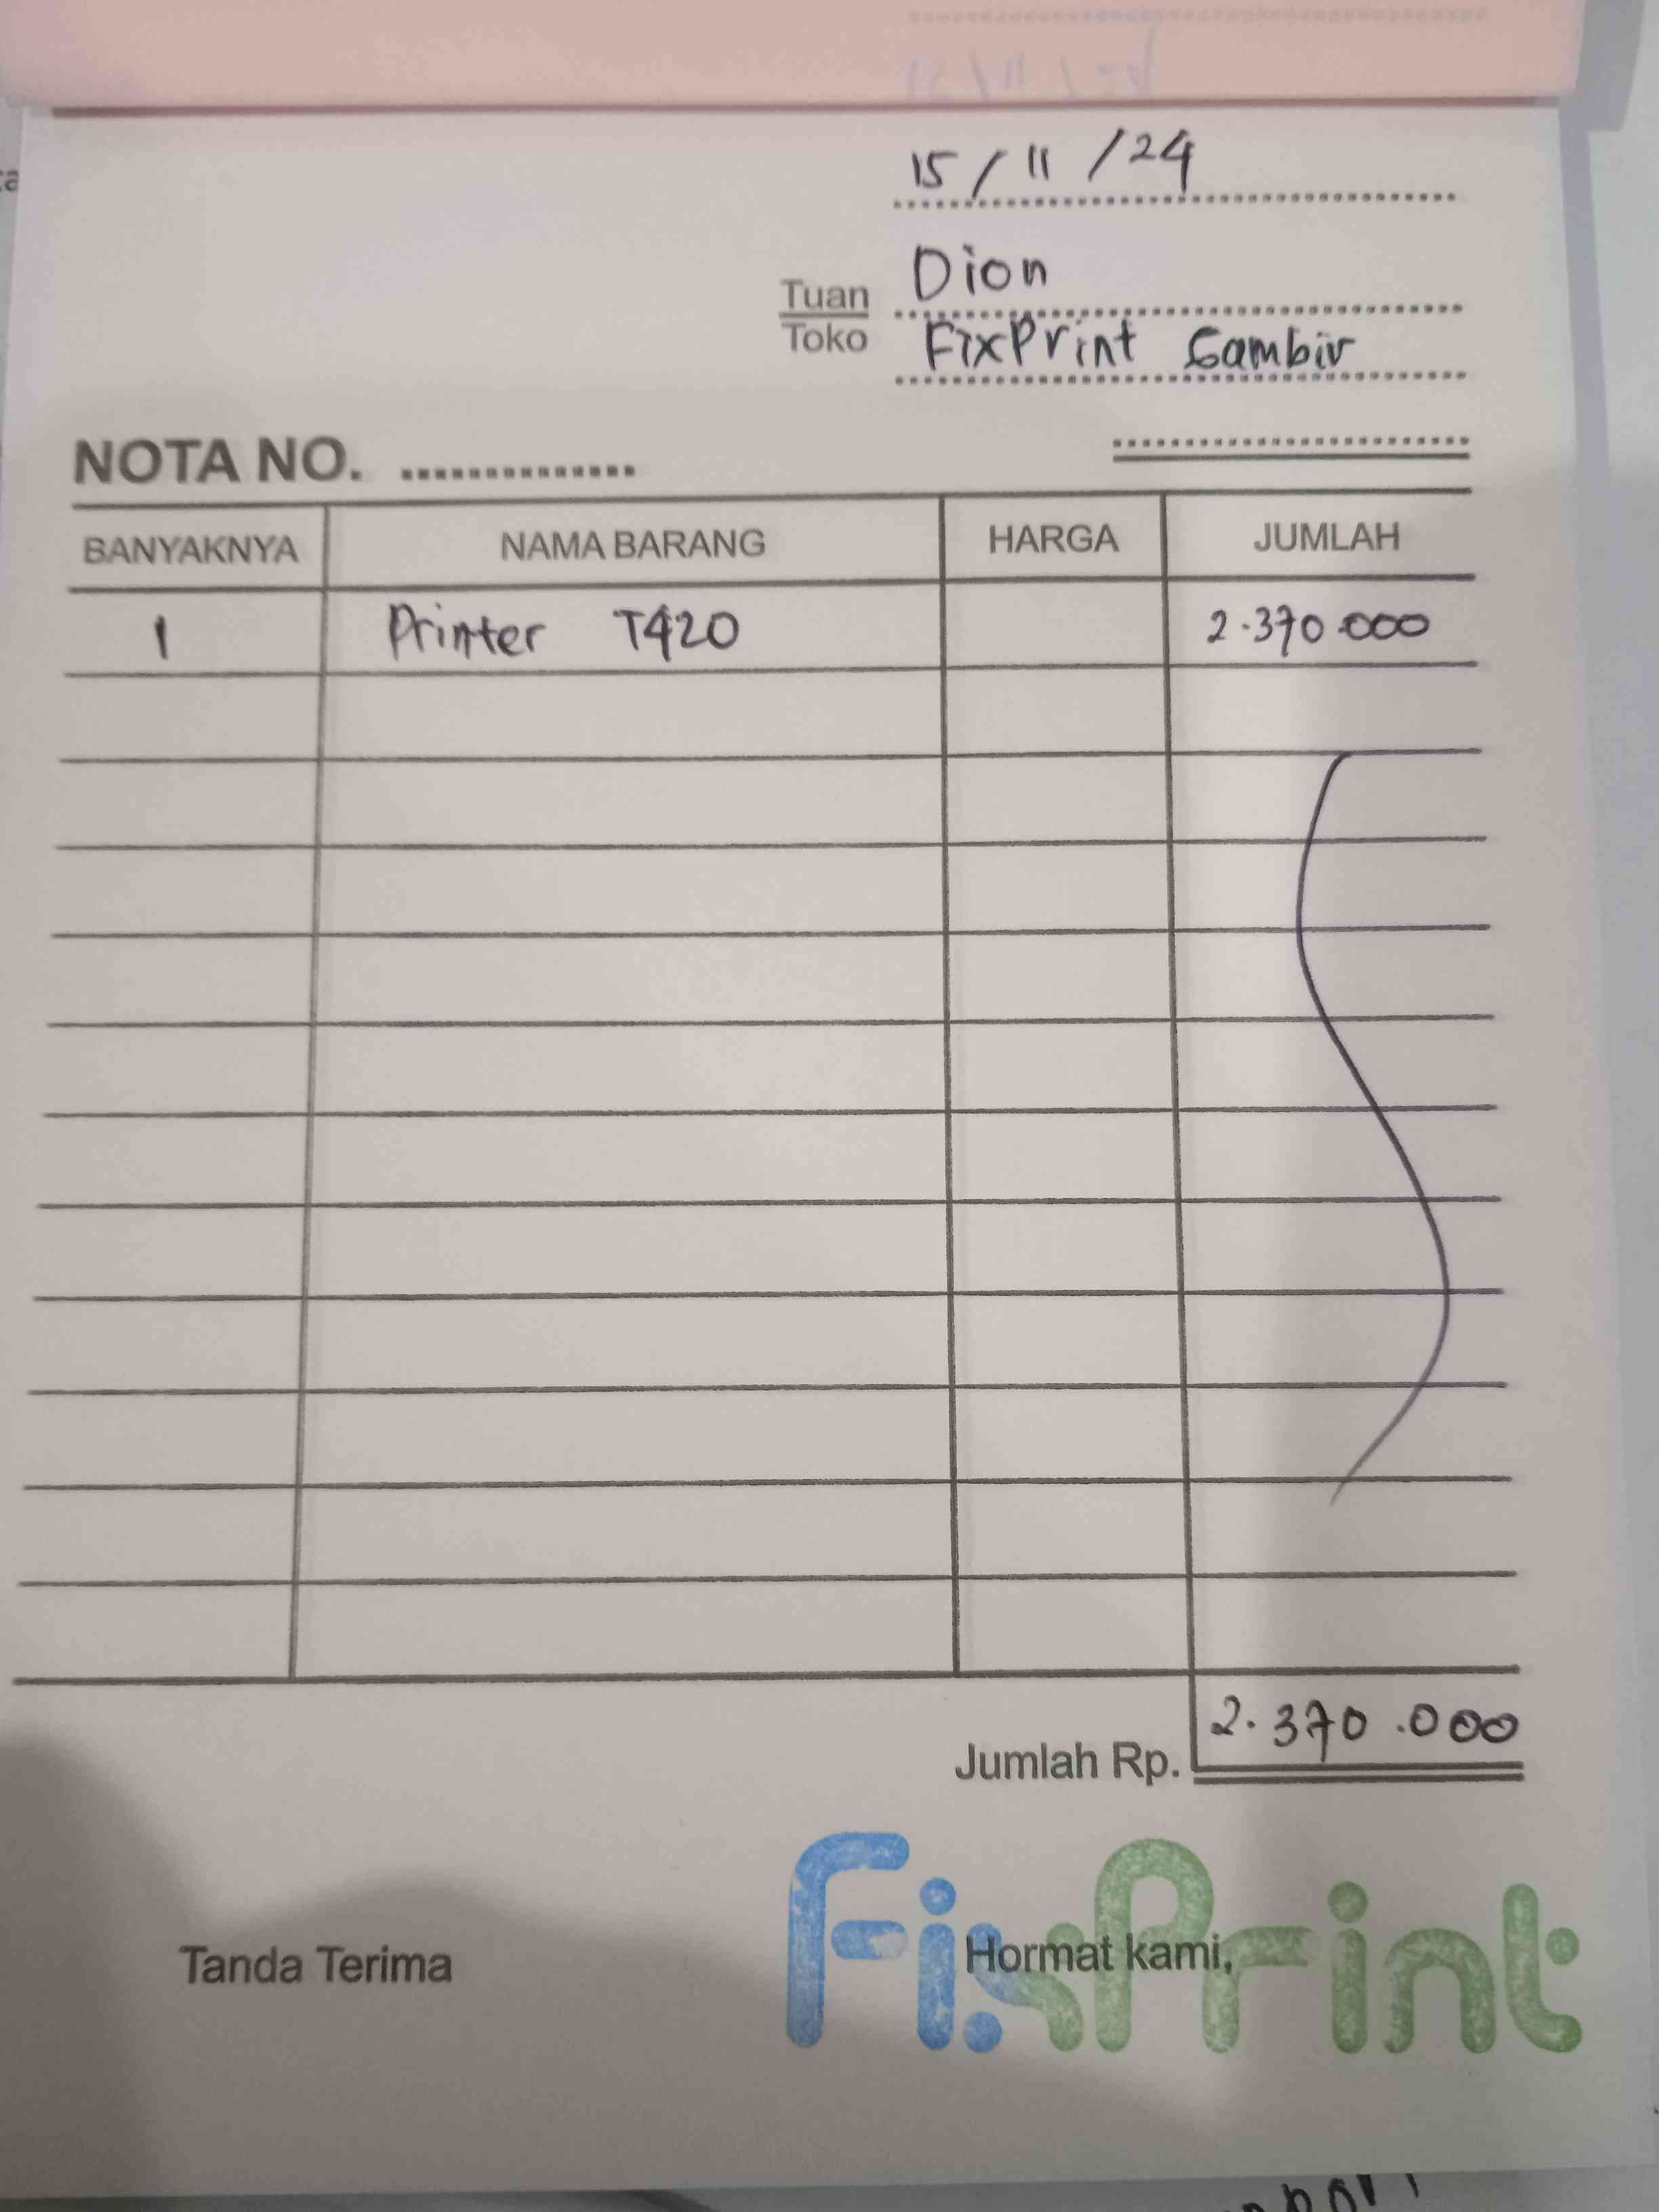 15/11/24
Tuan Dion
Toko FixPrint Gambir
NOTA NO. ..............
BANYAKNYA NAMA BARANG HARGA JUMLAH
1 Printer T420 2.370.000
Jumlah Rp. 2.370.000
FixPrint
Tanda Terima Hormat kami,